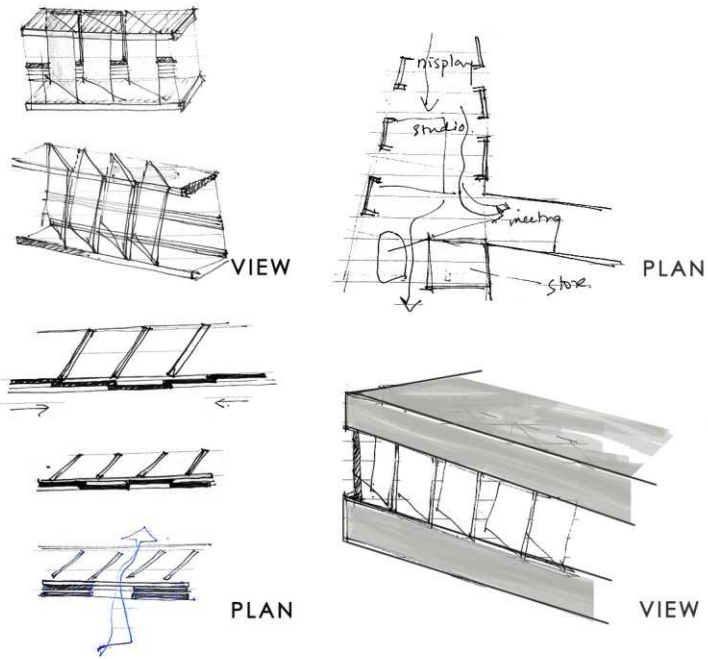 VIEW
PLAN
display
studio.
meeting
store.
PLAN
VIEW